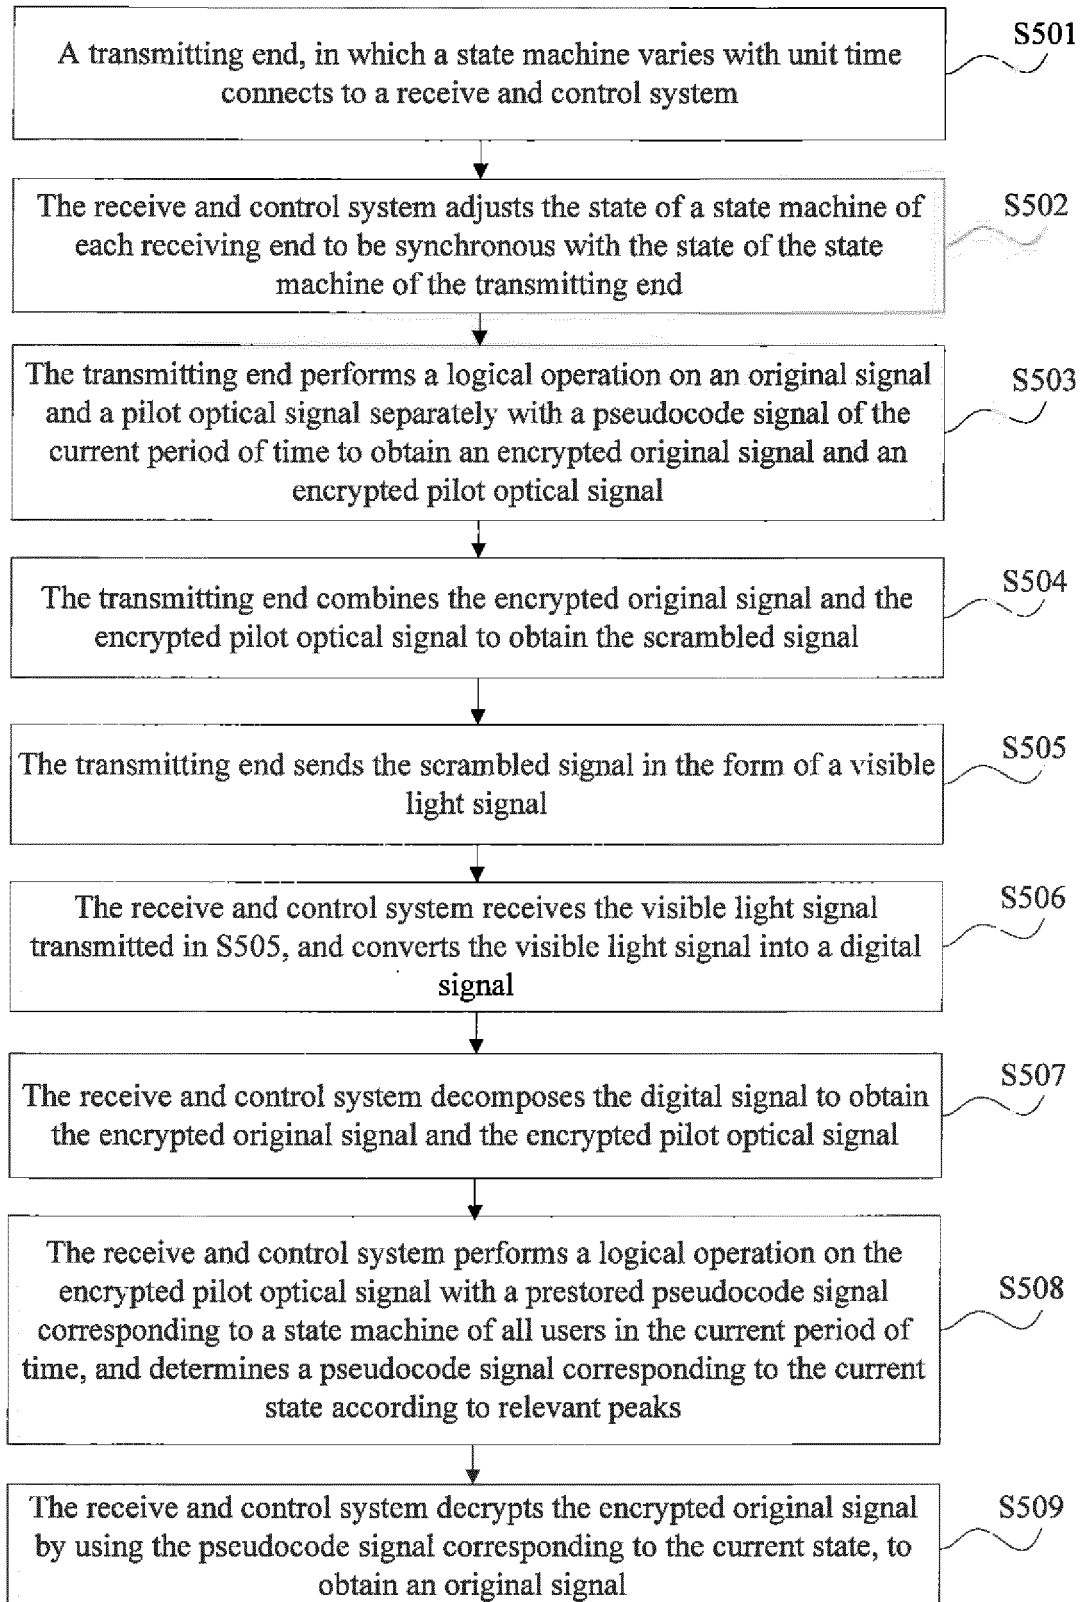 A transmitting end, in which a state machine varies with unit time
connects to a receive and control system
S501
The receive and control system adjusts the state of a state machine of
each receiving end to be synchronous with the state of the state
machine of the transmitting end
S502
The transmitting end performs a logical operation on an original signal
and a pilot optical signal separately with a pseudocode signal of the
current period of time to obtain an encrypted original signal and an
encrypted pilot optical signal
S503
The transmitting end combines the encrypted original signal and the
encrypted pilot optical signal to obtain the scrambled signal
S504
The transmitting end sends the scrambled signal in the form of a visible
light signal
S505
The receive and control system receives the visible light signal
transmitted in S505, and converts the visible light signal into a digital
signal
S506
The receive and control system decomposes the digital signal to obtain
the encrypted original signal and the encrypted pilot optical signal
S507
The receive and control system performs a logical operation on the
encrypted pilot optical signal with a prestored pseudocode signal
corresponding to a state machine of all users in the current period of
time, and determines a pseudocode signal corresponding to the current
state according to relevant peaks
S508
The receive and control system decrypts the encrypted original signal
by using the pseudocode signal corresponding to the current state, to
obtain an original signal
S509